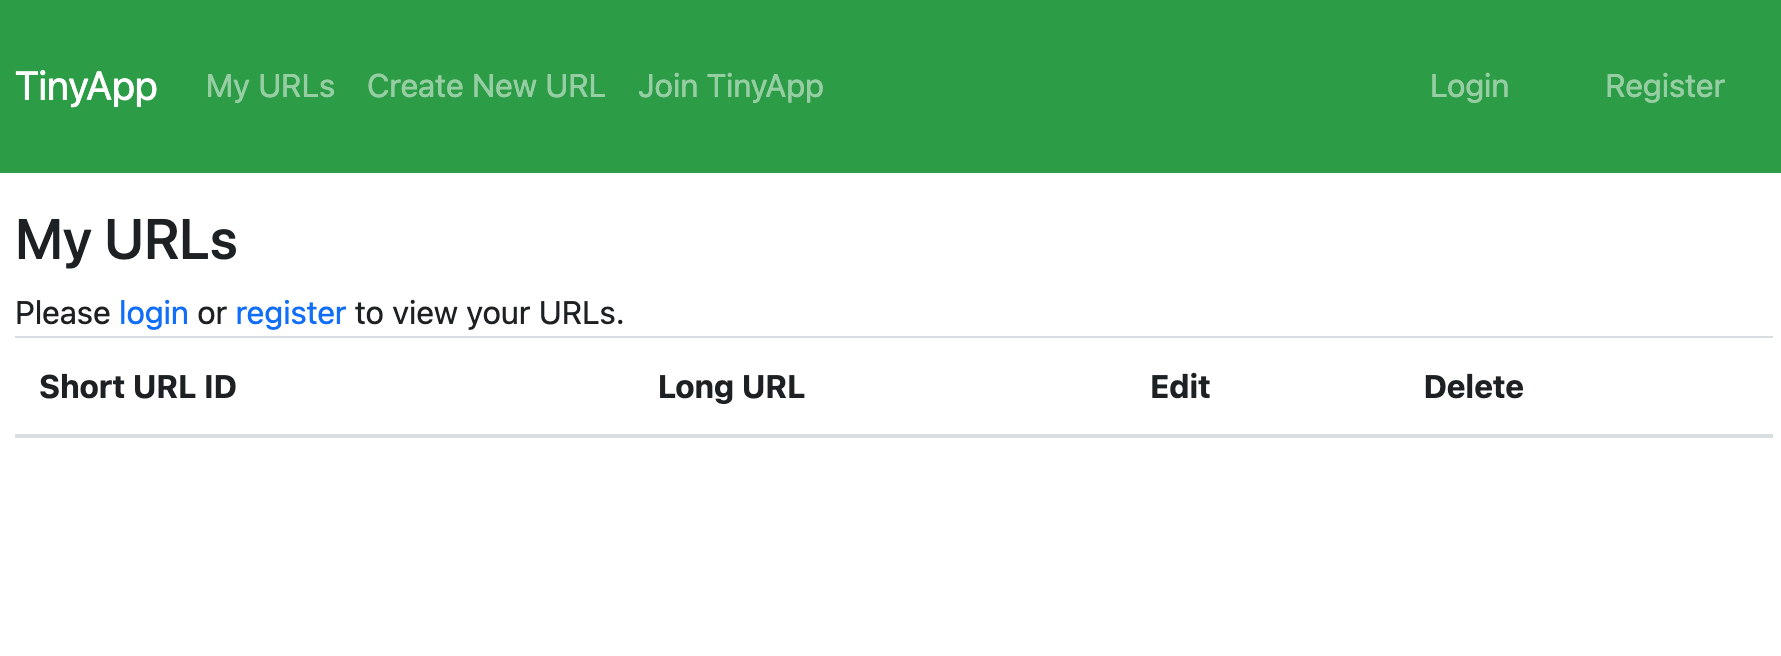 TinyApp My URLs Create New URL Join TinyApp Login Register
My URLs
Please login or register to view your URLs.
Short URL ID Long URL Edit Delete